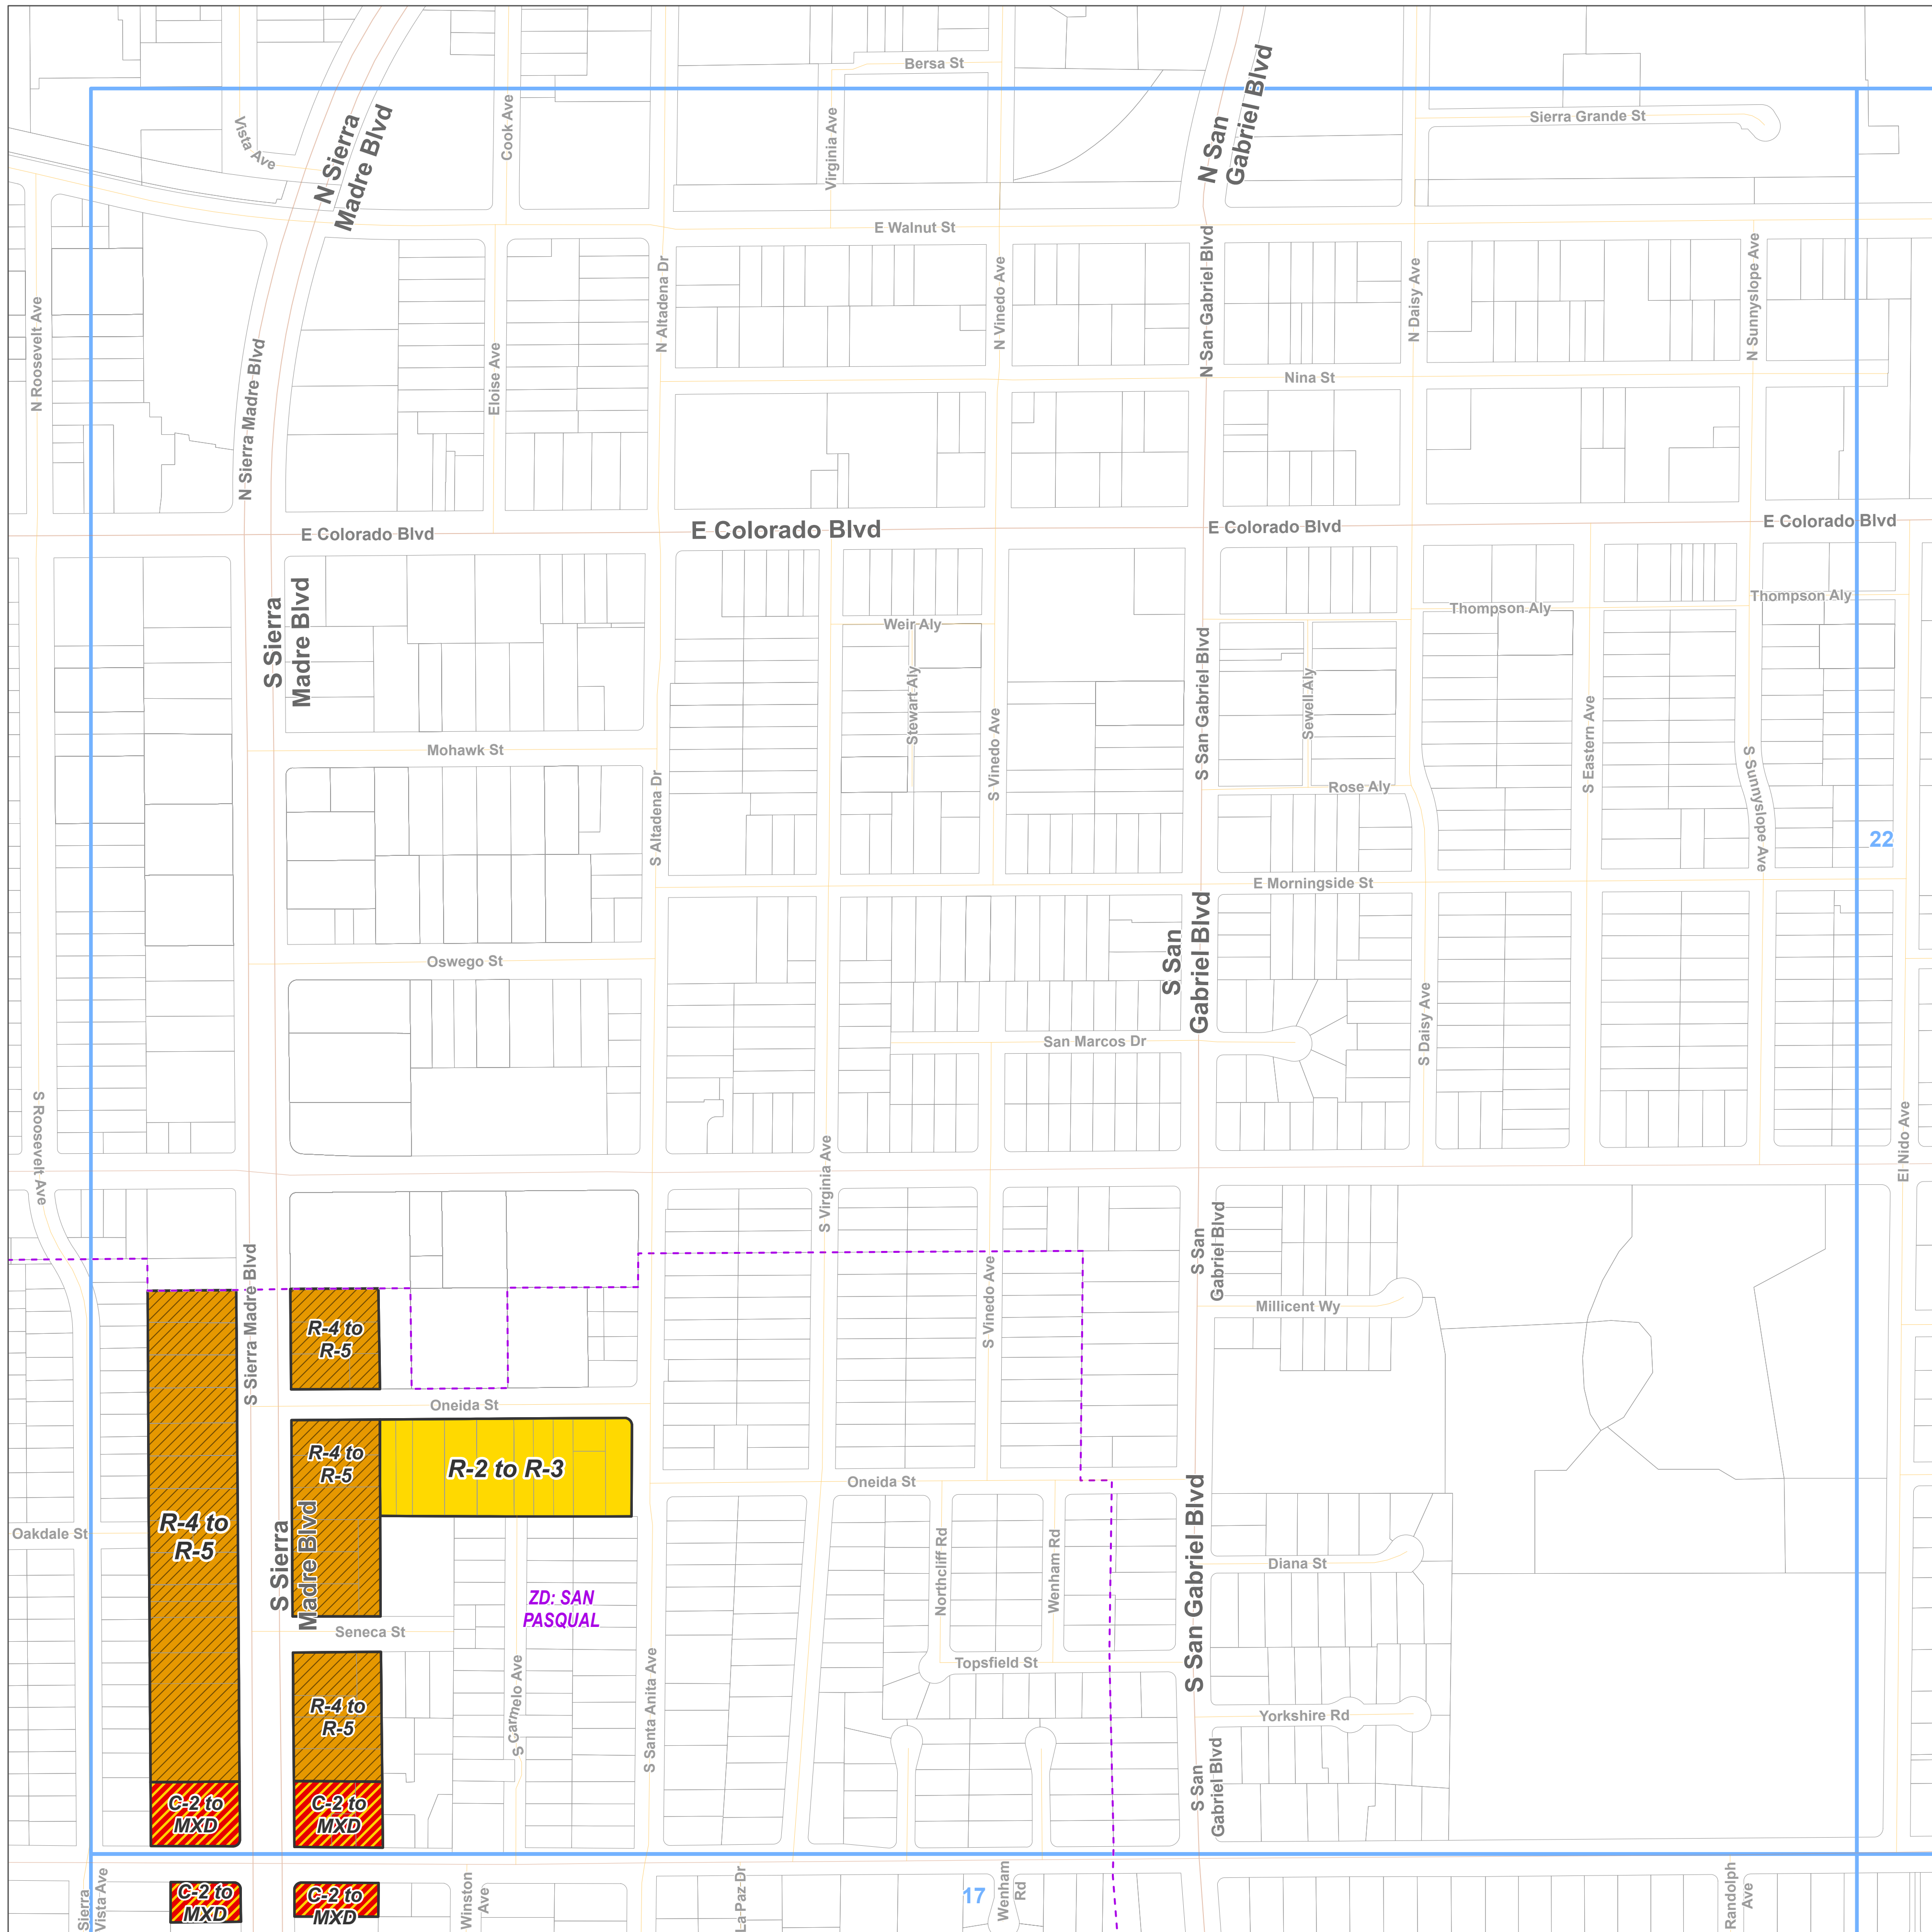 Bersa St
N San
Gabriel Blvd
Sierra Grande St
Vista Ave
N Sierra
Madre Blvd
Cook Ave
Virginia Ave
E Walnut St
N Roosevelt Ave
N Sierra Madre Blvd
Eloise Ave
N Altadena Dr
N Vinedo Ave
N San Gabriel Blvd
N Daisy Ave
N Sunnyslope Ave
Nina St
E Colorado Blvd
E Colorado Blvd
E Colorado Blvd
E Colorado Blvd
S Sierra
Madre Blvd
Weir Aly
Thompson Aly
Thompson Aly
Stewart Aly
S Vinedo Ave
S San Gabriel Blvd
Sewell Aly
S Eastern Ave
S Sunnyslope Ave
Mohawk St
S Altadena Dr
Rose Aly
22
E Morningside St
Oswego St
S San
Gabriel Blvd
San Marcos Dr
S Daisy Ave
S Roosevelt Ave
S Virginia Ave
El Nido Ave
S Sierra Madre Blvd
S Vinedo Ave
S San
Gabriel Blvd
Millicent Wy
R-4 to
R-5
Oneida St
R-4 to
R-5
R-2 to R-3
Oneida St
Oakdale St
R-4 to
R-5
S Sierra
Madre Blvd
Northcliff Rd
Wenham Rd
S San Gabriel Blvd
Diana St
ZD: SAN
PASQUAL
Seneca St
S Carmelo Ave
S Santa Anita Ave
Topsfield St
R-4 to
R-5
Yorkshire Rd
S San
Gabriel Blvd
C-2 to
MXD
C-2 to
MXD
Sierra
Vista Ave
C-2 to
MXD
C-2 to
MXD
Winston
Ave
La Paz Dr
17
Wenham
Rd
Randolph
Ave